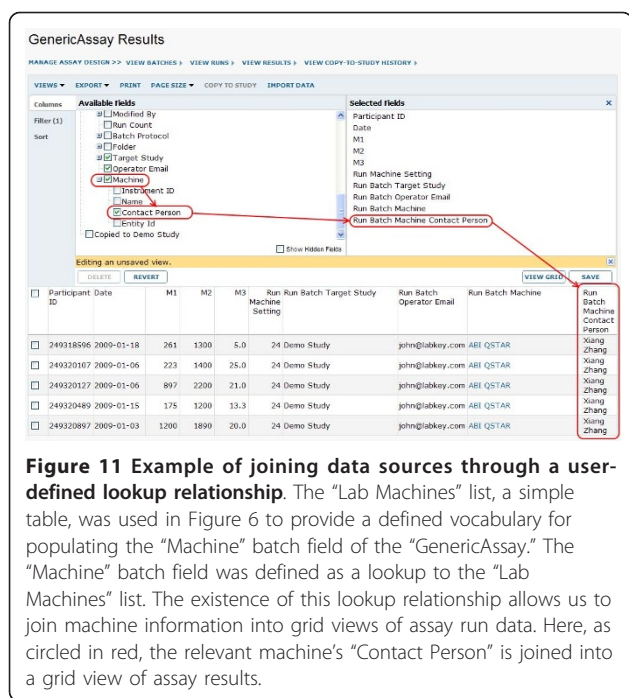 GenericAssay Results
MANAGE ASSAY DESIGN >> VIEW BATCHES › VIEW RUNS › VIEW RESULTS › VIEW COPY-TO-STUDY HISTORY ›
VIEWS ▾ EXPORT ▾ PRINT PAGE SIZE ▾ COPY TO STUDY IMPORT DATA
Columns
Filter (1)
Sort
Available Fields
Modified By
Run Count
Batch Protocol
Folder
Target Study
Operator Email
Machine
Instrument ID
Name
Contact Person
Entity Id
Copied to Demo Study
Show Hidden Fields
Selected Fields X
Participant ID
Date
M1
M2
M3
Run Machine Setting
Run Batch Target Study
Run Batch Operator Email
Run Batch Machine
Run Batch Machine Contact Person
Editing an unsaved view.
DELETE REVERT VIEW GRID SAVE
Participant ID Date M1 M2 M3 Run Machine Setting Run Batch Target Study Run Batch Operator Email Run Batch Machine Run Batch Machine Contact Person
249318596 2009-01-18 261 1300 5.0 24 Demo Study john@labkey.com ABI QSTAR Xiang Zhang
249320107 2009-01-06 223 1400 25.0 24 Demo Study john@labkey.com ABI QSTAR Xiang Zhang
249320127 2009-01-06 897 2200 21.0 24 Demo Study john@labkey.com ABI QSTAR Xiang Zhang
249320489 2009-01-15 175 1200 13.3 24 Demo Study john@labkey.com ABI QSTAR Xiang Zhang
249320897 2009-01-03 1200 1890 20.0 24 Demo Study john@labkey.com ABI QSTAR Xiang Zhang
Figure 11 Example of joining data sources through a user-
defined lookup relationship. The “Lab Machines” list, a simple
table, was used in Figure 6 to provide a defined vocabulary for
populating the “Machine” batch field of the “GenericAssay.” The
“Machine” batch field was defined as a lookup to the “Lab
Machines” list. The existence of this lookup relationship allows us to
join machine information into grid views of assay run data. Here, as
circled in red, the relevant machine’s “Contact Person” is joined into
a grid view of assay results.